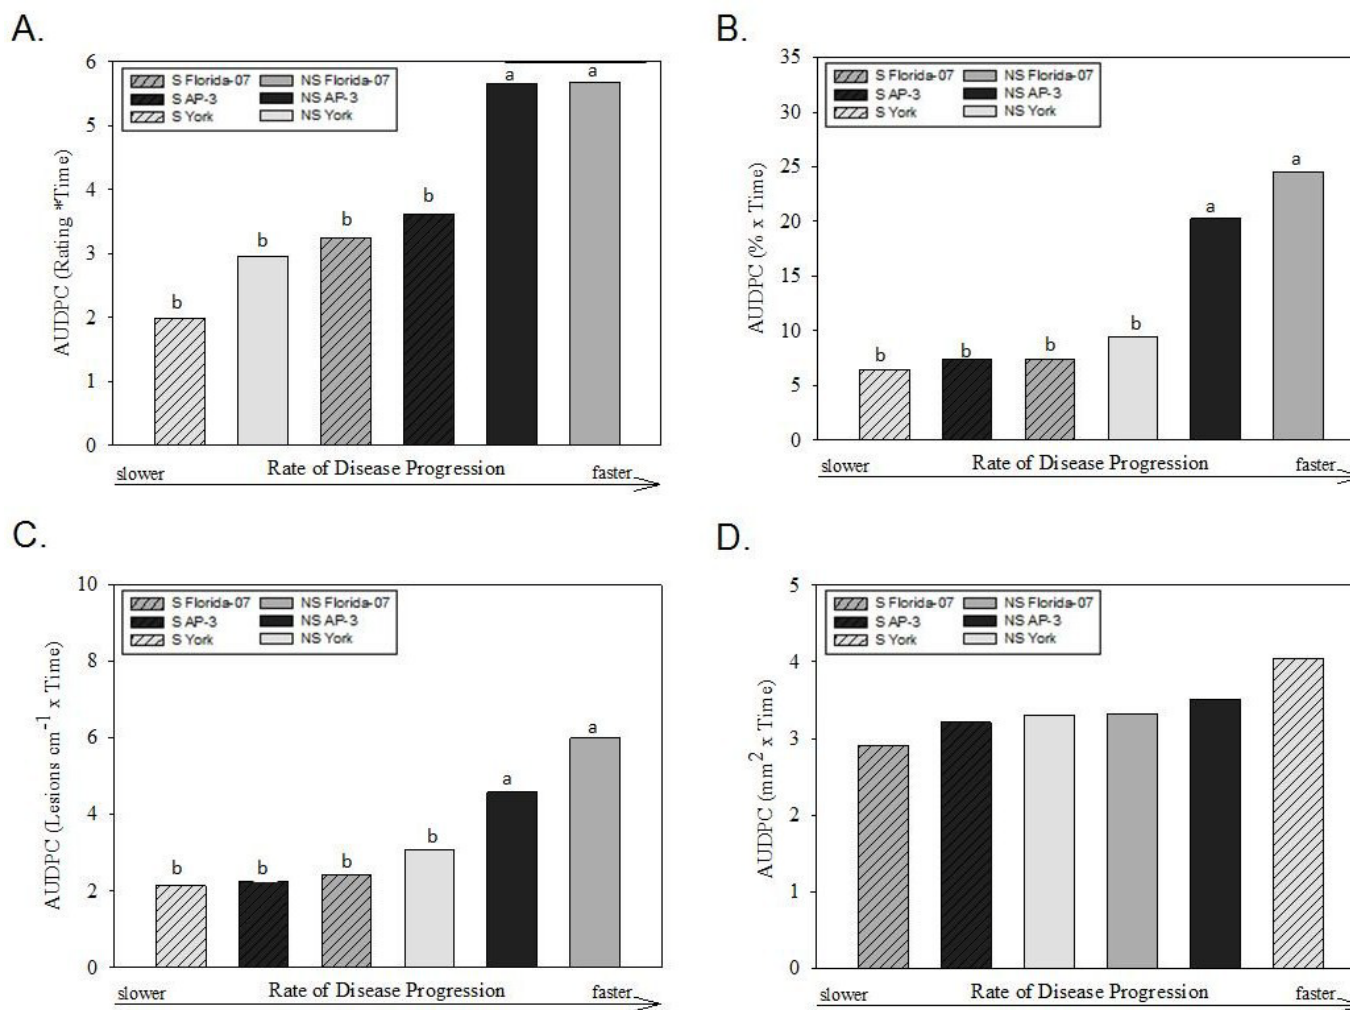 A.
AUDPC (Rating *Time)
6
5
4
3
2
1
0
S Florida-07 NS Florida-07
S AP-3 NS AP-3
S York NS York
b b b b a a
slower Rate of Disease Progression faster
B.
AUDPC (% x Time)
35
30
25
20
15
10
5
0
S Florida-07 NS Florida-07
S AP-3 NS AP-3
S York NS York
b b b b a a
slower Rate of Disease Progression faster
C.
AUDPC (Lesions cm⁻¹ x Time)
10
8
6
4
2
0
S Florida-07 NS Florida-07
S AP-3 NS AP-3
S York NS York
b b b b a a
slower Rate of Disease Progression faster
D.
AUDPC (mm² x Time)
5
4
3
2
1
0
S Florida-07 NS Florida-07
S AP-3 NS AP-3
S York NS York
slower Rate of Disease Progression faster